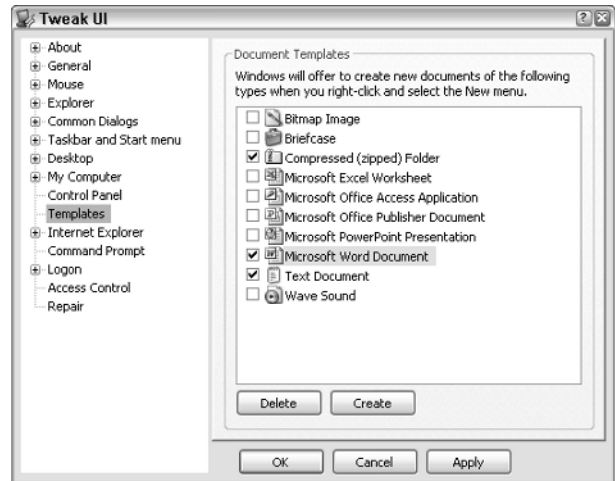 Tweak UI
About
General
Mouse
Explorer
Common Dialogs
Taskbar and Start menu
Desktop
My Computer
Control Panel
Templates
Internet Explorer
Command Prompt
Logon
Access Control
Repair
Document Templates
Windows will offer to create new documents of the following
types when you right-click and select the New menu.
Bitmap Image
Briefcase
Compressed (zipped) Folder
Microsoft Excel Worksheet
Microsoft Office Access Application
Microsoft Office Publisher Document
Microsoft PowerPoint Presentation
Microsoft Word Document
Text Document
Wave Sound
Delete Create
OK Cancel Apply